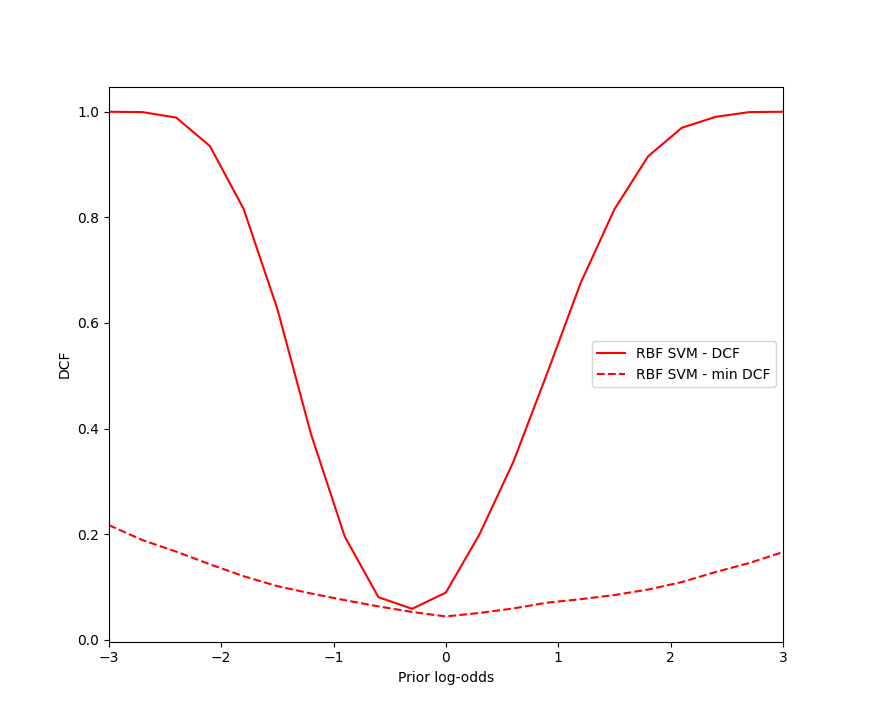 1.0
0.8
0.6
0.4
0.2
0.0
DCF
RBF SVM - DCF
RBF SVM - min DCF
−3 −2 −1 0 1 2 3
Prior log-odds